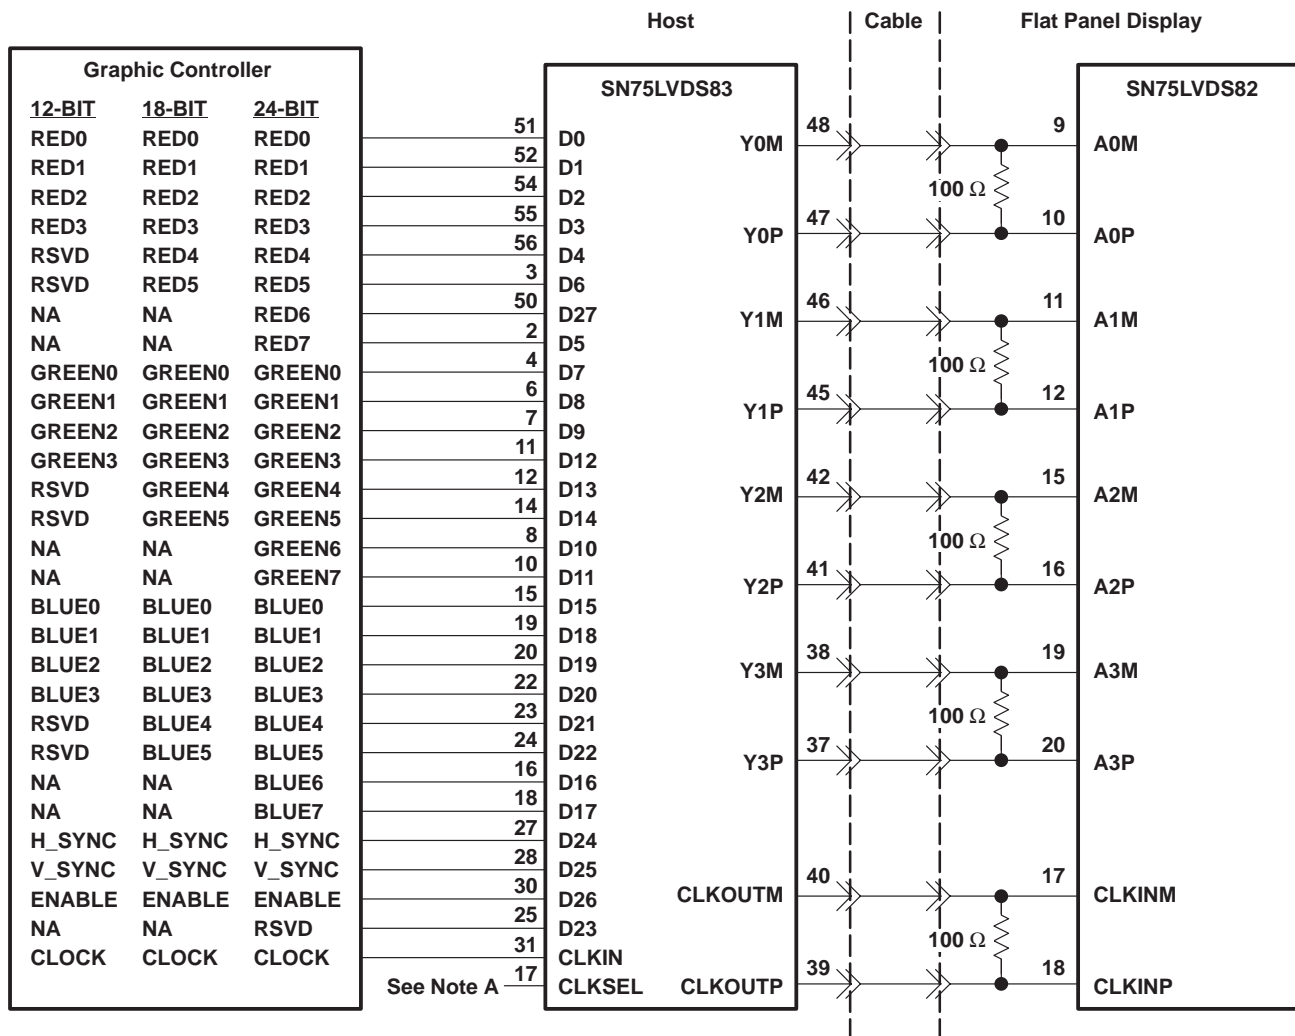 Host Cable Flat Panel Display
Graphic Controller
SN75LVDS83
SN75LVDS82
12-BIT 18-BIT 24-BIT
RED0 RED0 RED0 51 D0
RED1 RED1 RED1 52 D1
RED2 RED2 RED2 54 D2
RED3 RED3 RED3 55 D3
RSVD RED4 RED4 56 D4
RSVD RED5 RED5 3 D6
NA NA RED6 50 D27
NA NA RED7 2 D5
GREEN0 GREEN0 GREEN0 4 D7
GREEN1 GREEN1 GREEN1 6 D8
GREEN2 GREEN2 GREEN2 7 D9
GREEN3 GREEN3 GREEN3 11 D12
RSVD GREEN4 GREEN4 12 D13
RSVD GREEN5 GREEN5 14 D14
NA NA GREEN6 8 D10
NA NA GREEN7 10 D11
BLUE0 BLUE0 BLUE0 15 D15
BLUE1 BLUE1 BLUE1 19 D18
BLUE2 BLUE2 BLUE2 20 D19
BLUE3 BLUE3 BLUE3 22 D20
RSVD BLUE4 BLUE4 23 D21
RSVD BLUE5 BLUE5 24 D22
NA NA BLUE6 16 D16
NA NA BLUE7 18 D17
H_SYNC H_SYNC H_SYNC 27 D24
V_SYNC V_SYNC V_SYNC 28 D25
ENABLE ENABLE ENABLE 30 D26
NA NA RSVD 25 D23
CLOCK CLOCK CLOCK 31 CLKIN
See Note A 17 CLKSEL
Y0M 48 9 A0M
100 Ω
Y0P 47 10 A0P
Y1M 46 11 A1M
100 Ω
Y1P 45 12 A1P
Y2M 42 15 A2M
100 Ω
Y2P 41 16 A2P
Y3M 38 19 A3M
100 Ω
Y3P 37 20 A3P
CLKOUTM 40 17 CLKINM
100 Ω
CLKOUTP 39 18 CLKINP